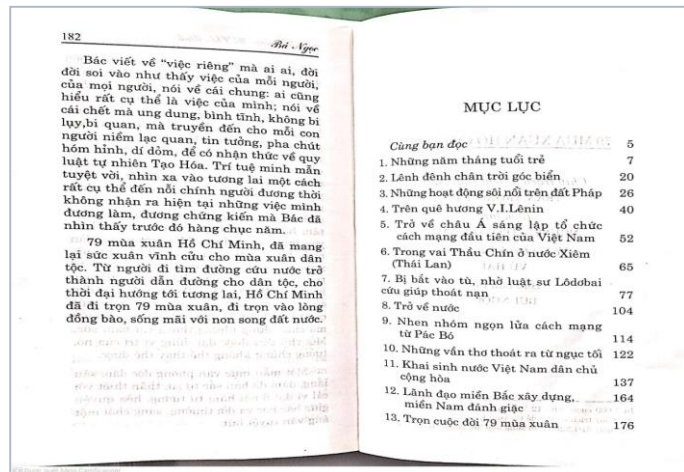 182
Bá Ngọc
Bác viết về “việc riêng” mà ai ai, đời
đời soi vào như thấy việc của mỗi người,
của mọi người, nói về cái chung: ai cũng
hiểu rất cụ thể là việc của mình; nói về
cái chết mà ung dung, bình tĩnh, không bi
lụy,bi quan, mà truyền đến cho mỗi con
người niềm lạc quan, tin tưởng, pha chút
hóm hỉnh, dí dỏm, để có nhận thức về quy
luật tự nhiên Tạo Hóa. Trí tuệ minh mẫn
tuyệt vời, nhìn xa vào tương lai một cách
rất cụ thể đến nỗi chính người đương thời
không nhận ra hiện tại những việc mình
đương làm, đương chứng kiến mà Bác đã
nhìn thấy trước đó hàng chục năm.
79 mùa xuân Hồ Chí Minh, đã mang
lại sức xuân vĩnh cửu cho mùa xuân dân
tộc. Từ người đi tìm đường cứu nước trở
thành người dẫn đường cho dân tộc, cho
thời đại hướng tới tương lai, Hồ Chí Minh
đã đi trọn 79 mùa xuân, đi trọn vào lòng
đồng bào, sống mãi với non song đất nước.
MỤC LỤC
Cùng bạn đọc 5
1. Những năm tháng tuổi trẻ 7
2. Lênh đênh chân trời góc biển 20
3. Những hoạt động sôi nổi trên đất Pháp 26
4. Trên quê hương V.I.Lênin 40
5. Trở về châu Á sáng lập tổ chức
cách mạng đầu tiên của Việt Nam 52
6. Trong vai Thầu Chín ở nước Xiêm
(Thái Lan) 65
7. Bị bắt vào tù, nhờ luật sư Lôdơbai
cứu giúp thoát nạn 77
8. Trở về nước 104
9. Nhen nhóm ngọn lửa cách mạng
từ Pác Bó 114
10. Những vần thơ thoát ra từ ngục tối 122
11. Khai sinh nước Việt Nam dân chủ
cộng hòa 137
12. Lãnh đạo miền Bắc xây dựng, 164
miền Nam đánh giặc
13. Trọn cuộc đời 79 mùa xuân 176